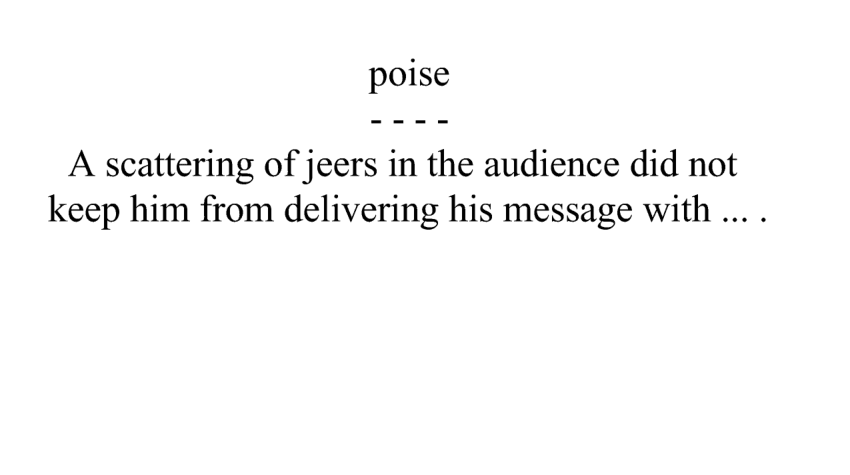 poise
- - - -
A scattering of jeers in the audience did not
keep him from delivering his message with ... .